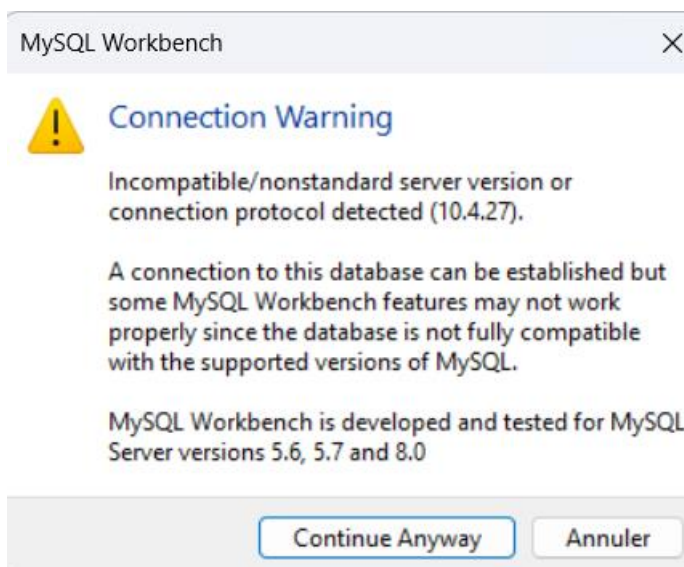 MySQL Workbench
Connection Warning
Incompatible/nonstandard server version or
connection protocol detected (10.4.27).
A connection to this database can be established but
some MySQL Workbench features may not work
properly since the database is not fully compatible
with the supported versions of MySQL.
MySQL Workbench is developed and tested for MySQL
Server versions 5.6, 5.7 and 8.0
Continue Anyway Annuler